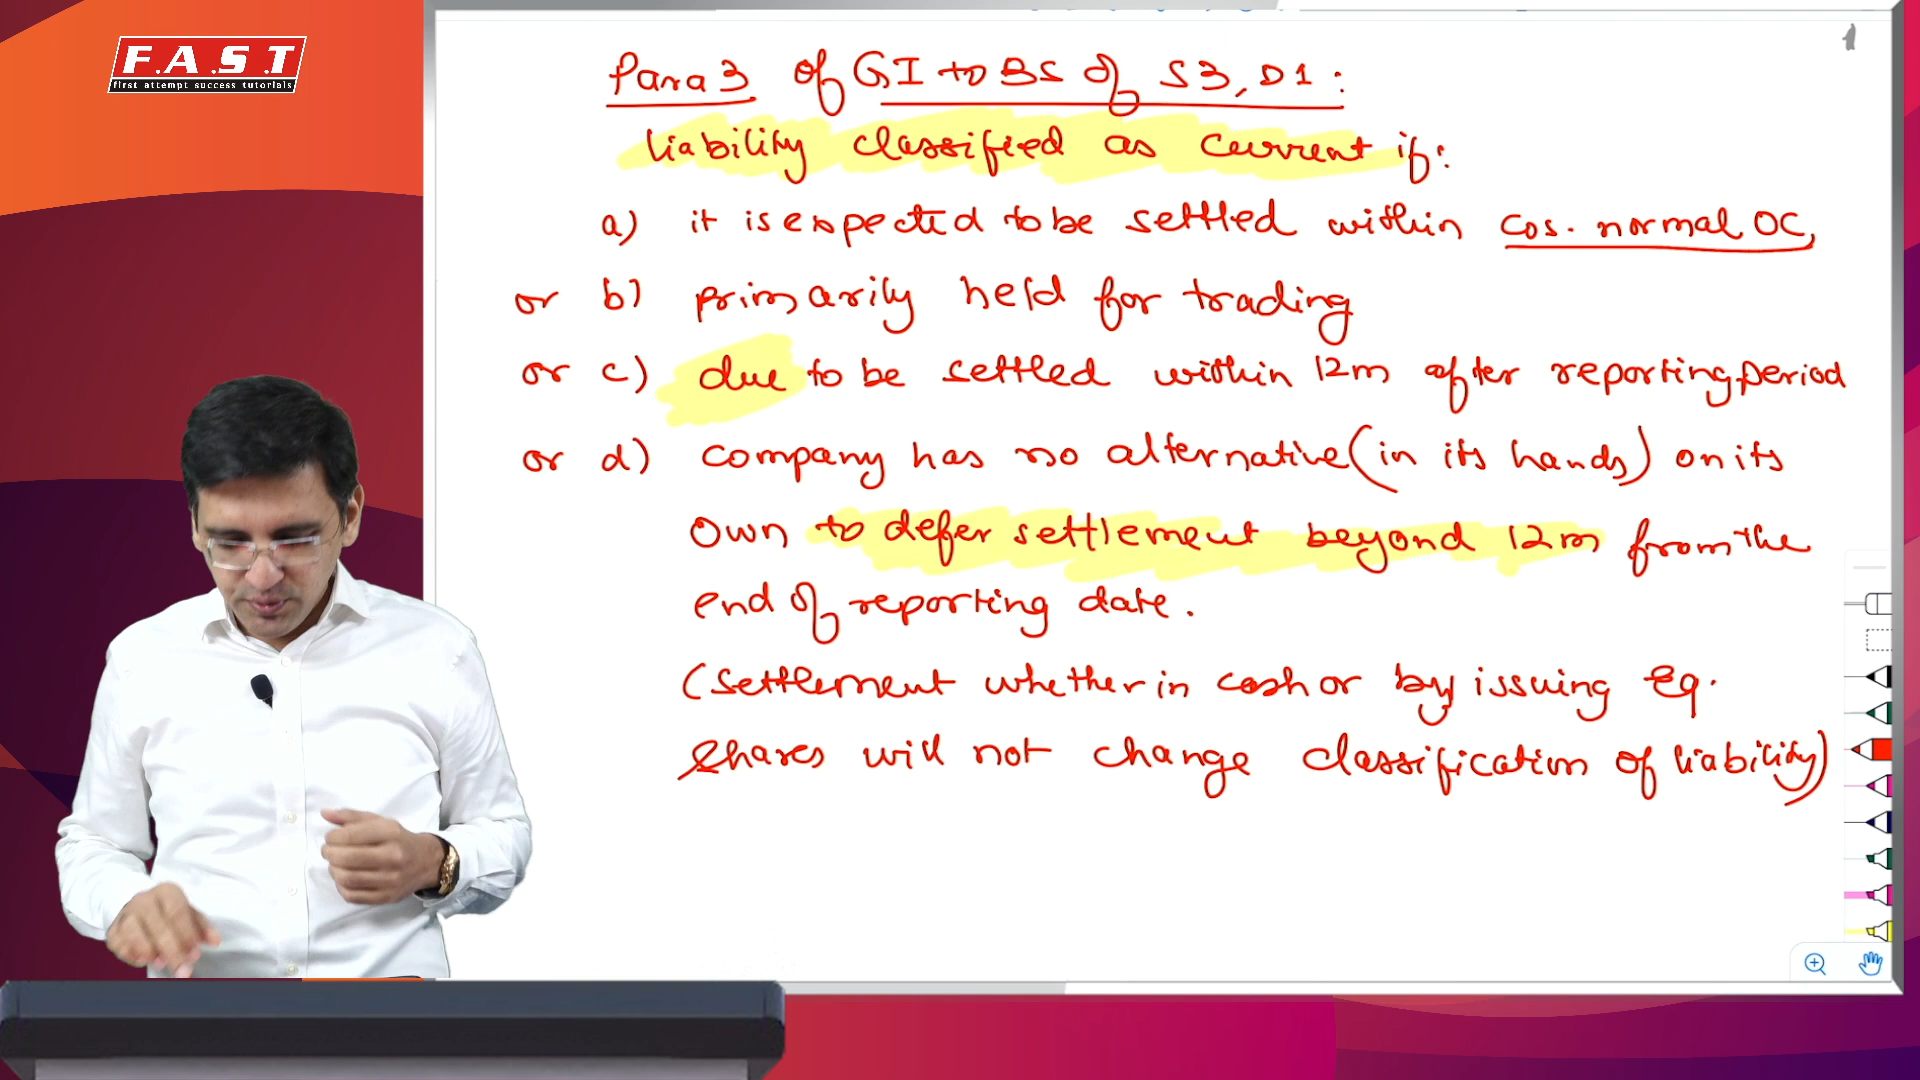 F.A.S.T
first attempt success tutorials
1
Para 3 of GI to BS of S3, D1:
liability classified as current if:
a) it is expected to be settled within cos. normal OC,
or b) primarily held for trading
or c) due to be settled within 12m after reporting period
or d) company has no alternative (in its hands) on its
own to defer settlement beyond 12m from the
end of reporting date.
(settlement whether in cash or by issuing Eq.
shares will not change classification of liability)